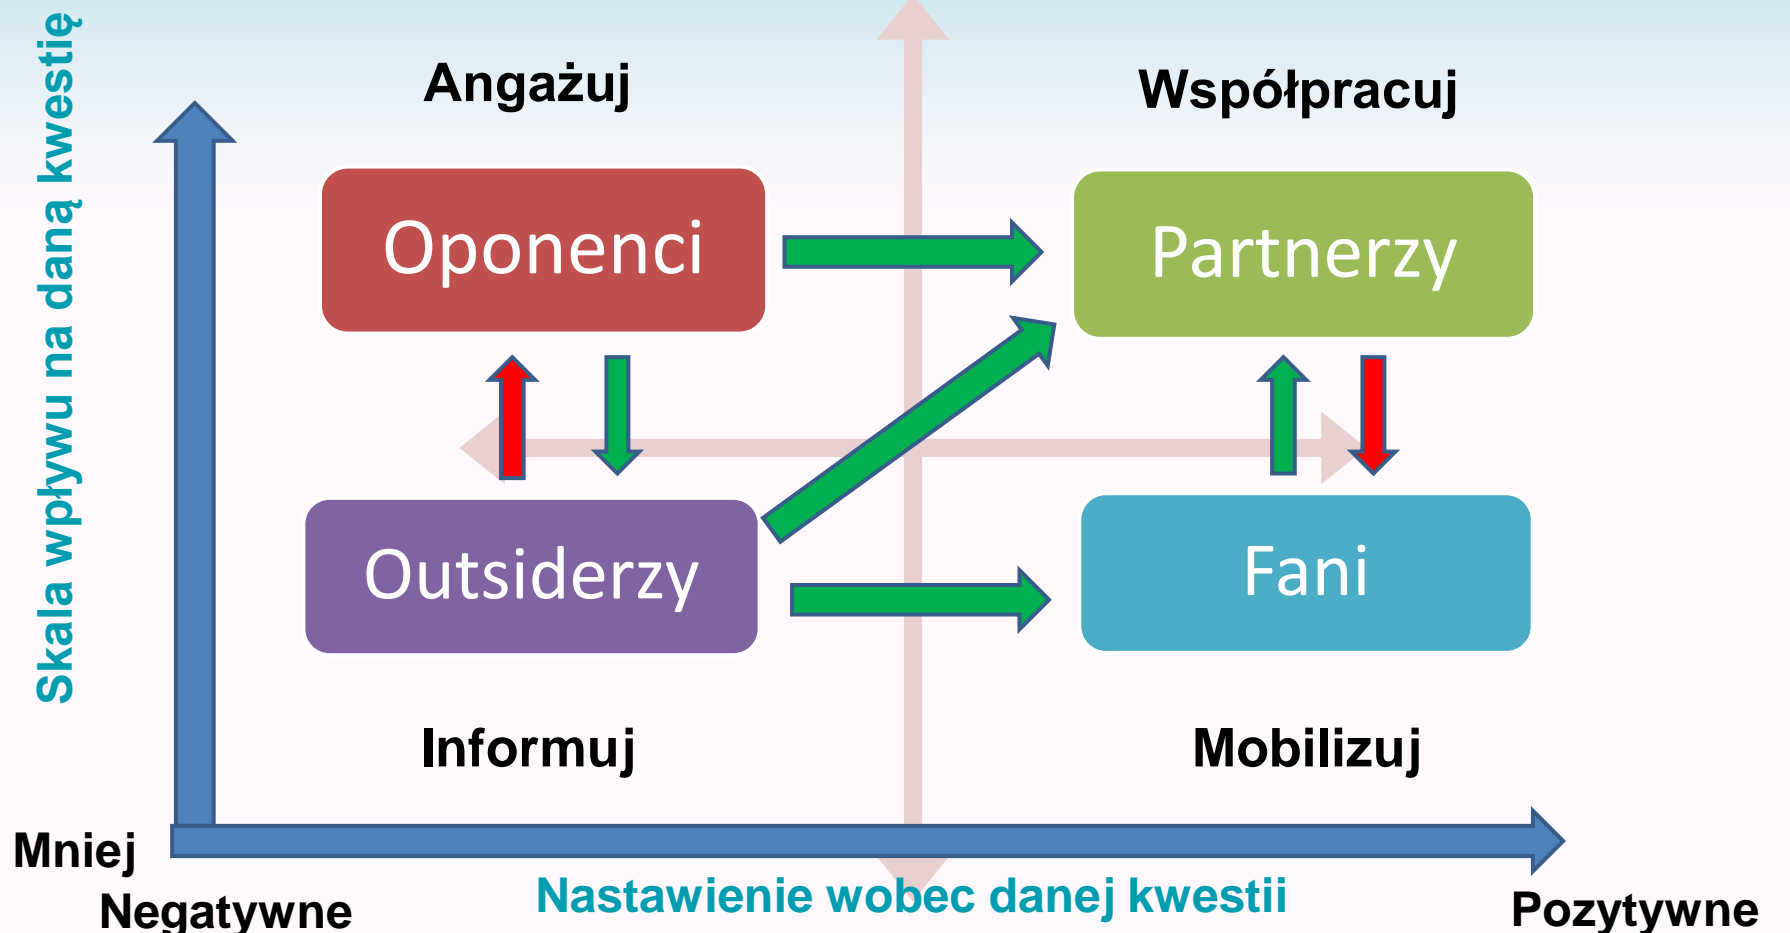 Skala wpływu na daną kwestię
Angażuj
Współpracuj
Oponenci
Partnerzy
Outsiderzy
Fani
Informuj
Mobilizuj
Mniej
Negatywne
Nastawienie wobec danej kwestii
Pozytywne